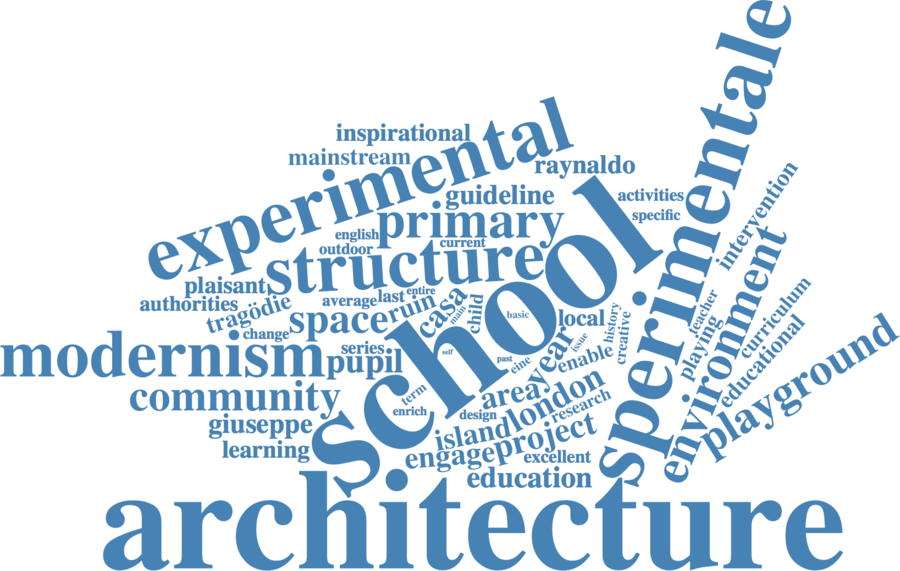 sperimentale
inspirational
experimental
mainstream
raynaldo
intervention
guideline
activities
primary
specific
english
current
outdoor
structure
school
environment
plaisant
authorities
tragödie
average
last
entire
ruin
casa
main
child
basic
history
teacher
curriculum
change
space
local
creative
playing
modernism
series
pupil
self
past
eine
year
issue
enable
educational
playground
community
term
enrich
area
london
design
research
giuseppe
island
project
learning
engage
excellent
education
architecture